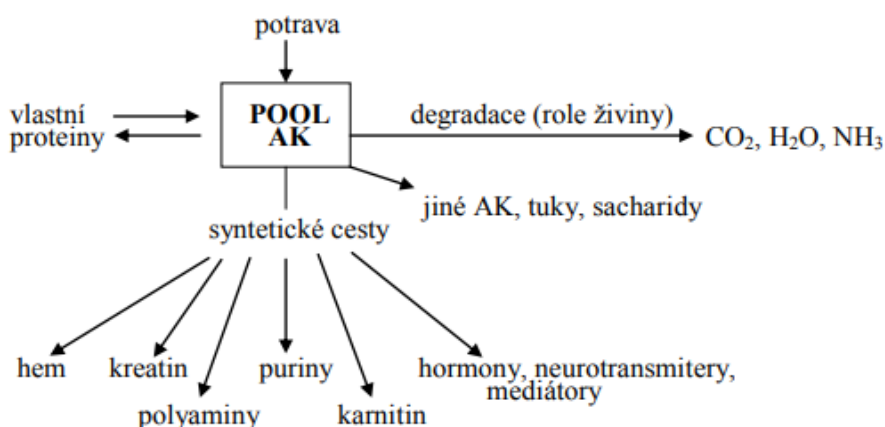 potrava
vlastní
proteiny
POOL
AK
degradace (role živiny)
CO₂, H₂O, NH₃
jiné AK, tuky, sacharidy
syntetické cesty
hem
kreatin
puriny
hormony, neurotransmitery,
mediátory
polyaminy
karnitin